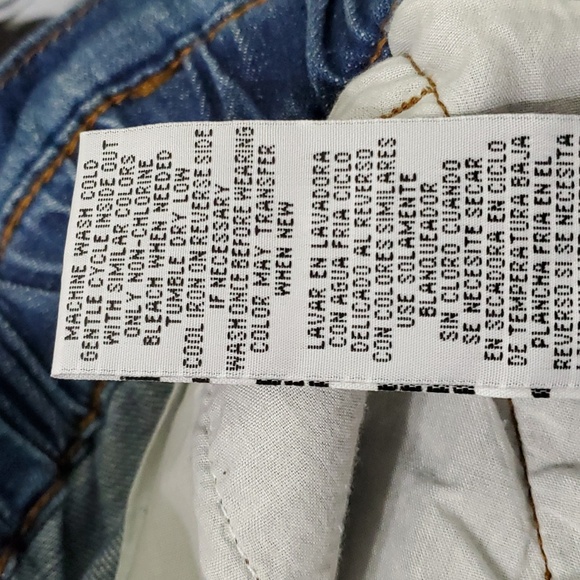 MACHINE WASH COLD
GENTLE CYCLE INSIDE OUT
WITH SIMILAR COLORS
ONLY NON-CHLORINE
BLEACH WHEN NEEDED
TUMBLE DRY LOW
COOL IRON ON REVERSE SIDE
IF NECESSARY
WASH ONCE BEFORE WEARING
COLOR MAY TRANSFER
WHEN NEW
LAVAR EN LAVADORA
CON AGUA FRA CICLO
DELICADO AL REVERSO
CON COLORES SIMILARES
USE SOLAMENTE
BLANQUEADOR
SIN CLORO CUANDO
SE NECESITE SECAR
EN SECADORA EN CICLO
DE TEMPERATURA BAJA
PLANCHA FRA EN EL
REVERSO SI SE NECESITA